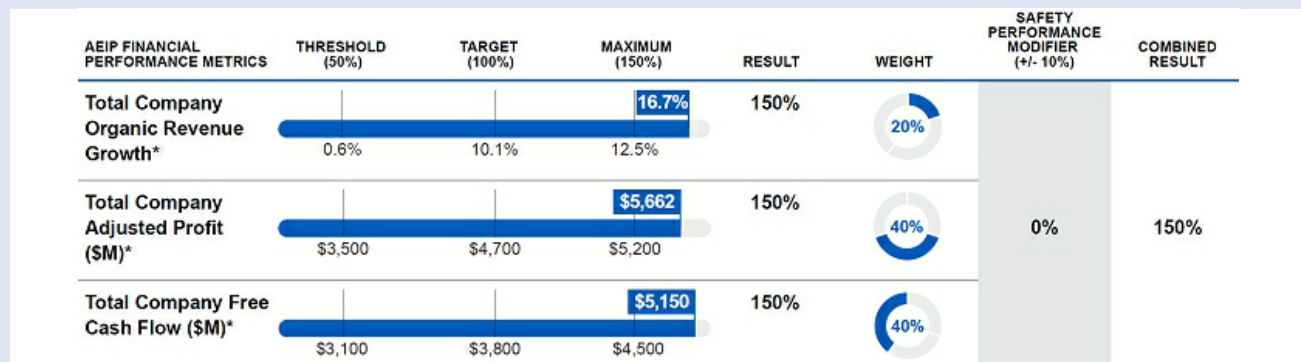 AEIP FINANCIAL
PERFORMANCE METRICS
THRESHOLD
(50%)
TARGET
(100%)
MAXIMUM
(150%)
RESULT
WEIGHT
SAFETY
PERFORMANCE
MODIFIER
(+/- 10%)
COMBINED
RESULT
Total Company
Organic Revenue
Growth*
16.7%
0.6%
10.1%
12.5%
150%
20%
Total Company
Adjusted Profit
($M)*
$5,662
$3,500
$4,700
$5,200
150%
40%
0%
150%
Total Company Free
Cash Flow ($M)*
$5,150
$3,100
$3,800
$4,500
150%
40%